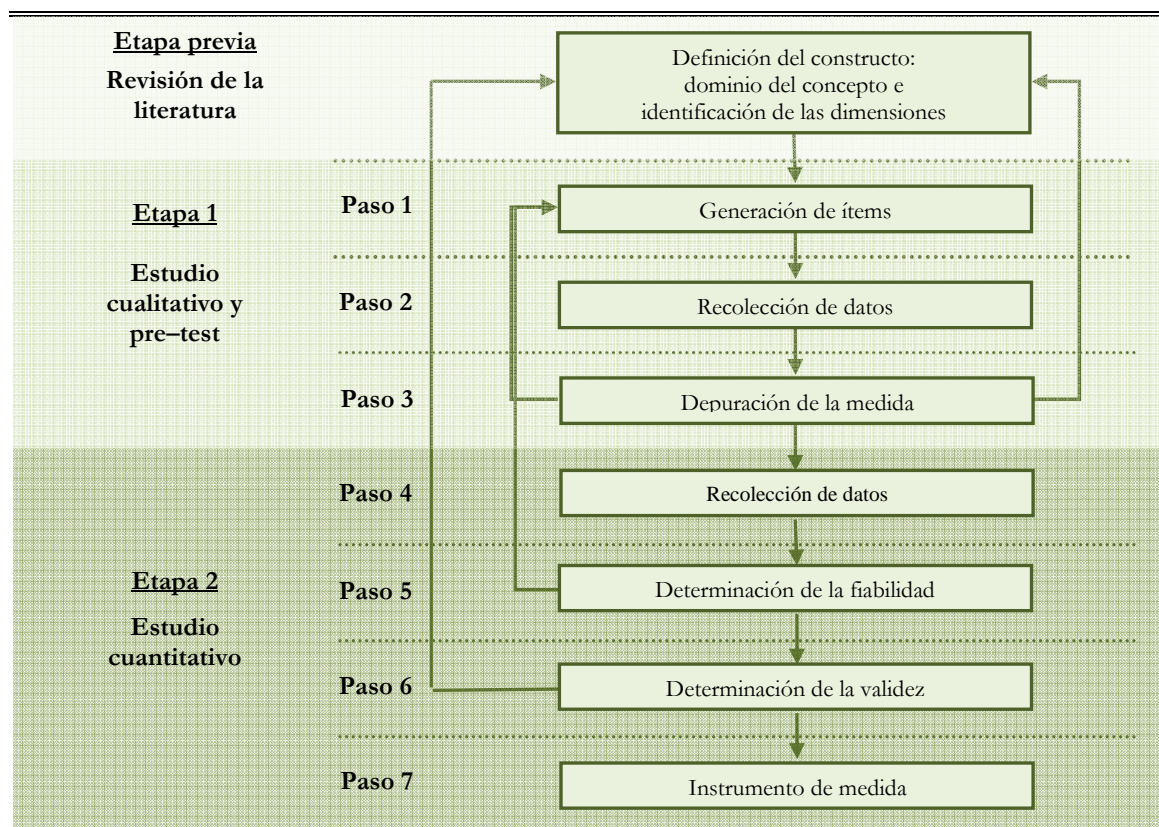 Etapa previa
Revisión de la
literatura
Definición del constructo:
dominio del concepto e
identificación de las dimensiones
Etapa 1
Estudio
cualitativo y
pre–test
Paso 1
Generación de ítems
Paso 2
Recolección de datos
Paso 3
Depuración de la medida
Etapa 2
Estudio
cuantitativo
Paso 4
Recolección de datos
Paso 5
Determinación de la fiabilidad
Paso 6
Determinación de la validez
Paso 7
Instrumento de medida